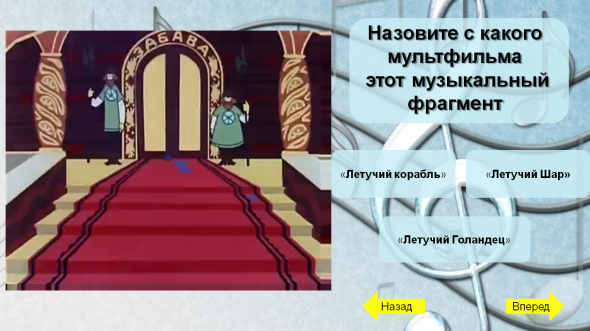 ЗАБАВА
Назовите с какого
мультфильма
этот музыкальный
фрагмент
«Летучий корабль»
«Летучий Шар»
«Летучий Голандец»
Назад
Вперед